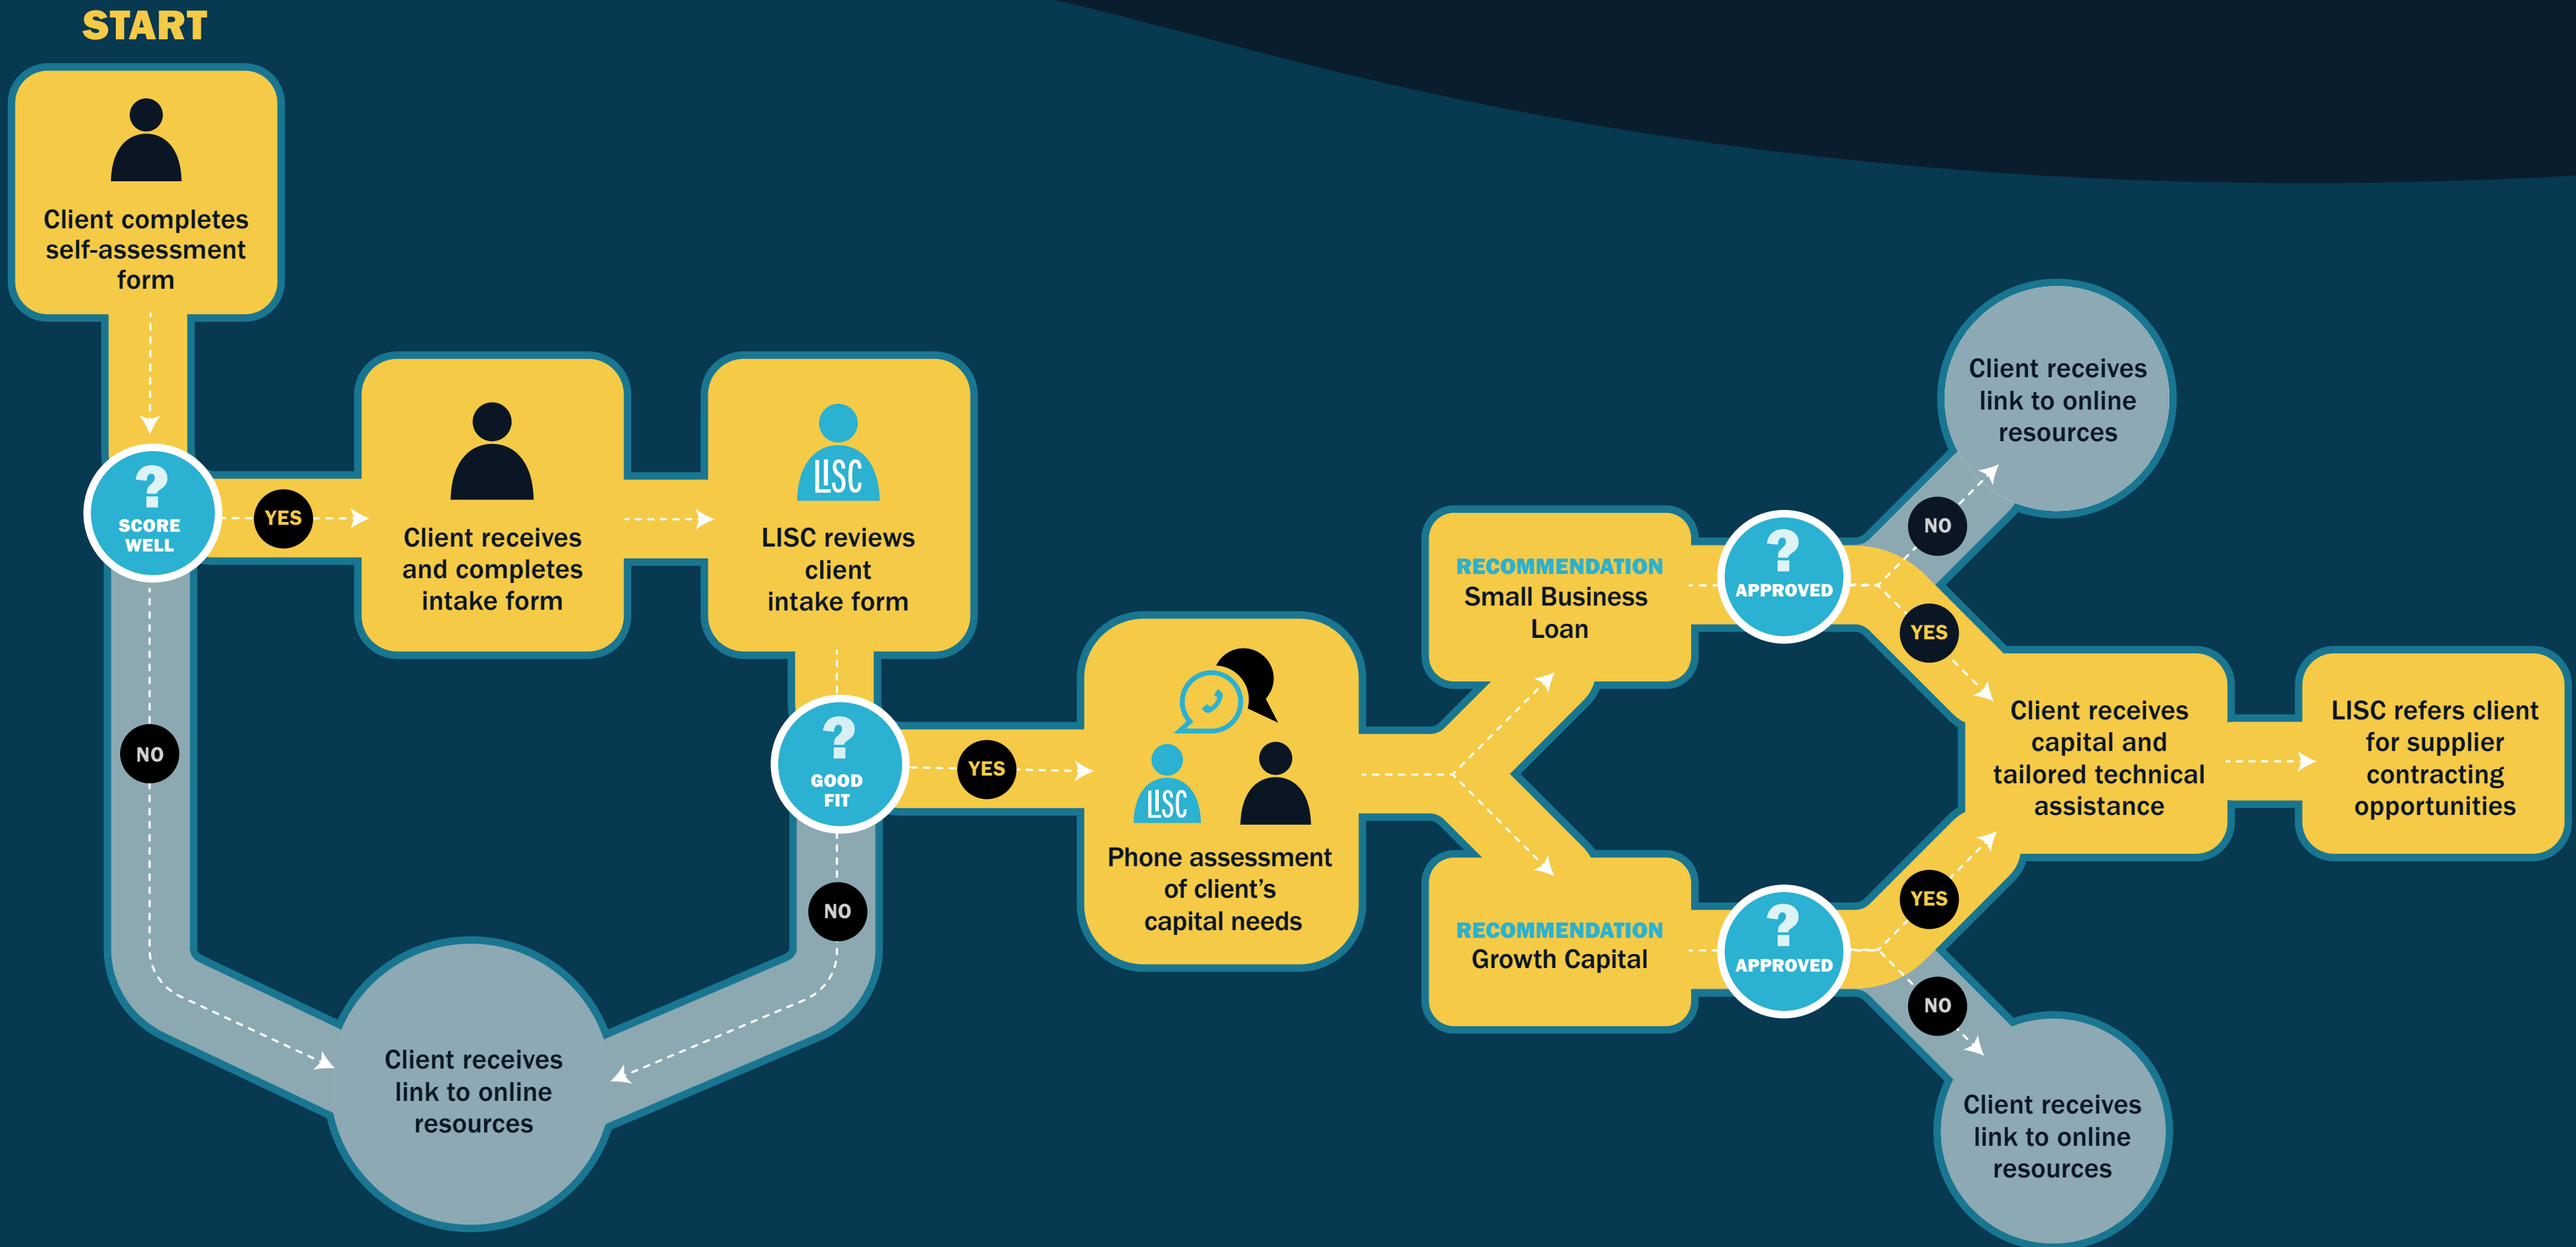 START
Client completes
self-assessment
form
?
SCORE
WELL
YES
Client receives
and completes
intake form
LISC
LISC reviews
client
intake form
NO
?
GOOD
FIT
YES
NO
Client receives
link to online
resources
LISC
Phone assessment
of client's
capital needs
RECOMMENDATION
Small Business
Loan
?
APPROVED
NO
Client receives
link to online
resources
YES
RECOMMENDATION
Growth Capital
?
APPROVED
YES
NO
Client receives
link to online
resources
Client receives
capital and
tailored technical
assistance
LISC refers client
for supplier
contracting
opportunities